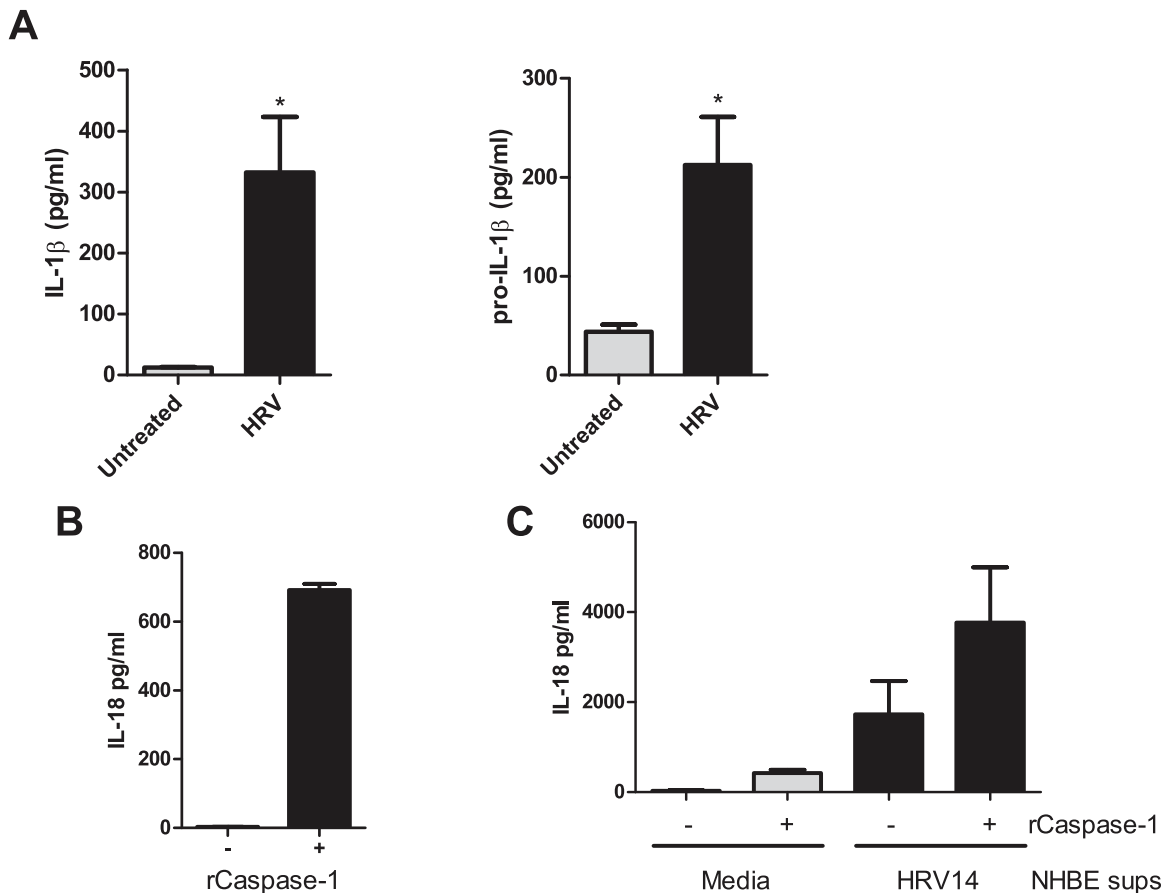 A
IL-1β (pg/ml)
500
400
300
200
100
0
*
Untreated
HRV
pro-IL-1β (pg/ml)
300
200
100
0
*
Untreated
HRV
B
IL-18 pg/ml
800
600
400
200
0
- +
rCaspase-1
C
IL-18 pg/ml
6000
4000
2000
0
- + - + rCaspase-1
Media HRV14 NHBE sups